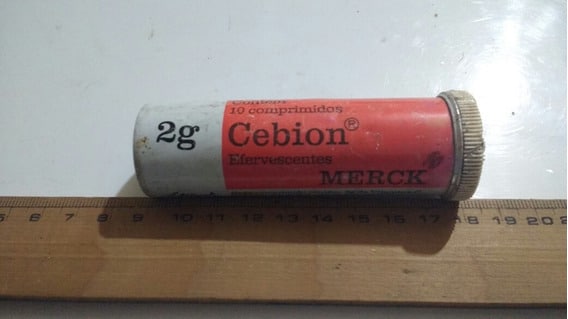 Contém
10 comprimidos
2g
Cebion®
Efervescentes
MERCK
6 7 8 9 10 11 12 13 14 15 16 17 18 19 20